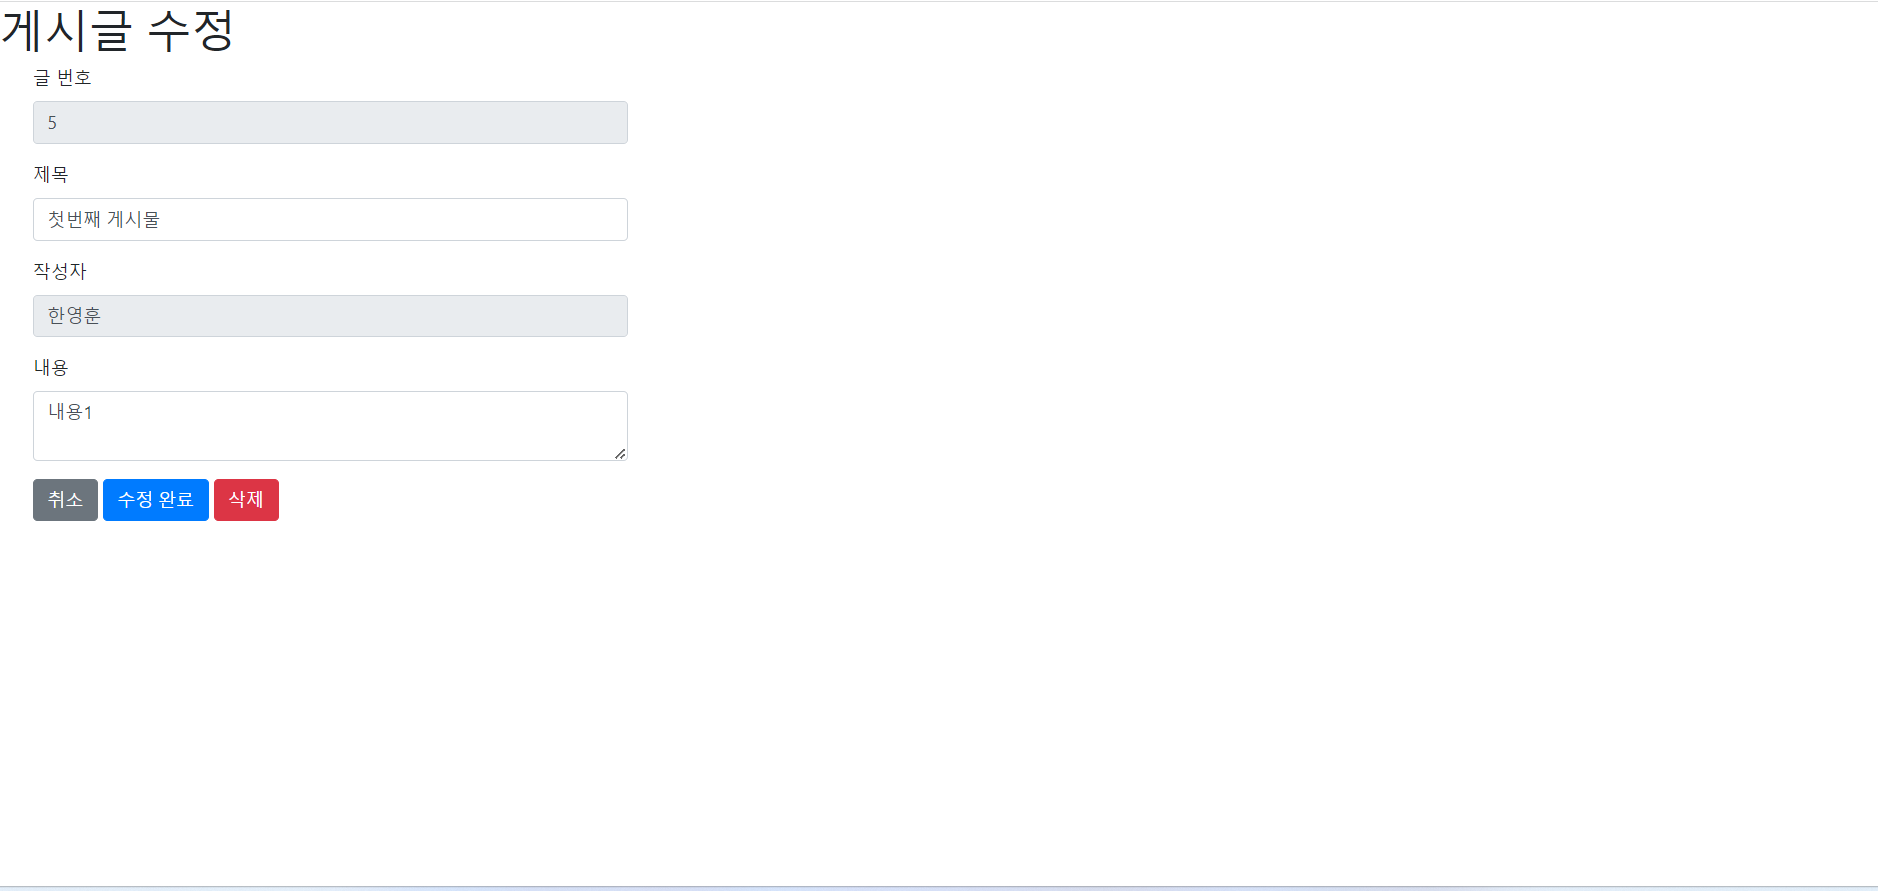 게시글 수정
글 번호
5
제목
첫번째 게시물
작성자
한영훈
내용
내용1
취소 수정 완료 삭제